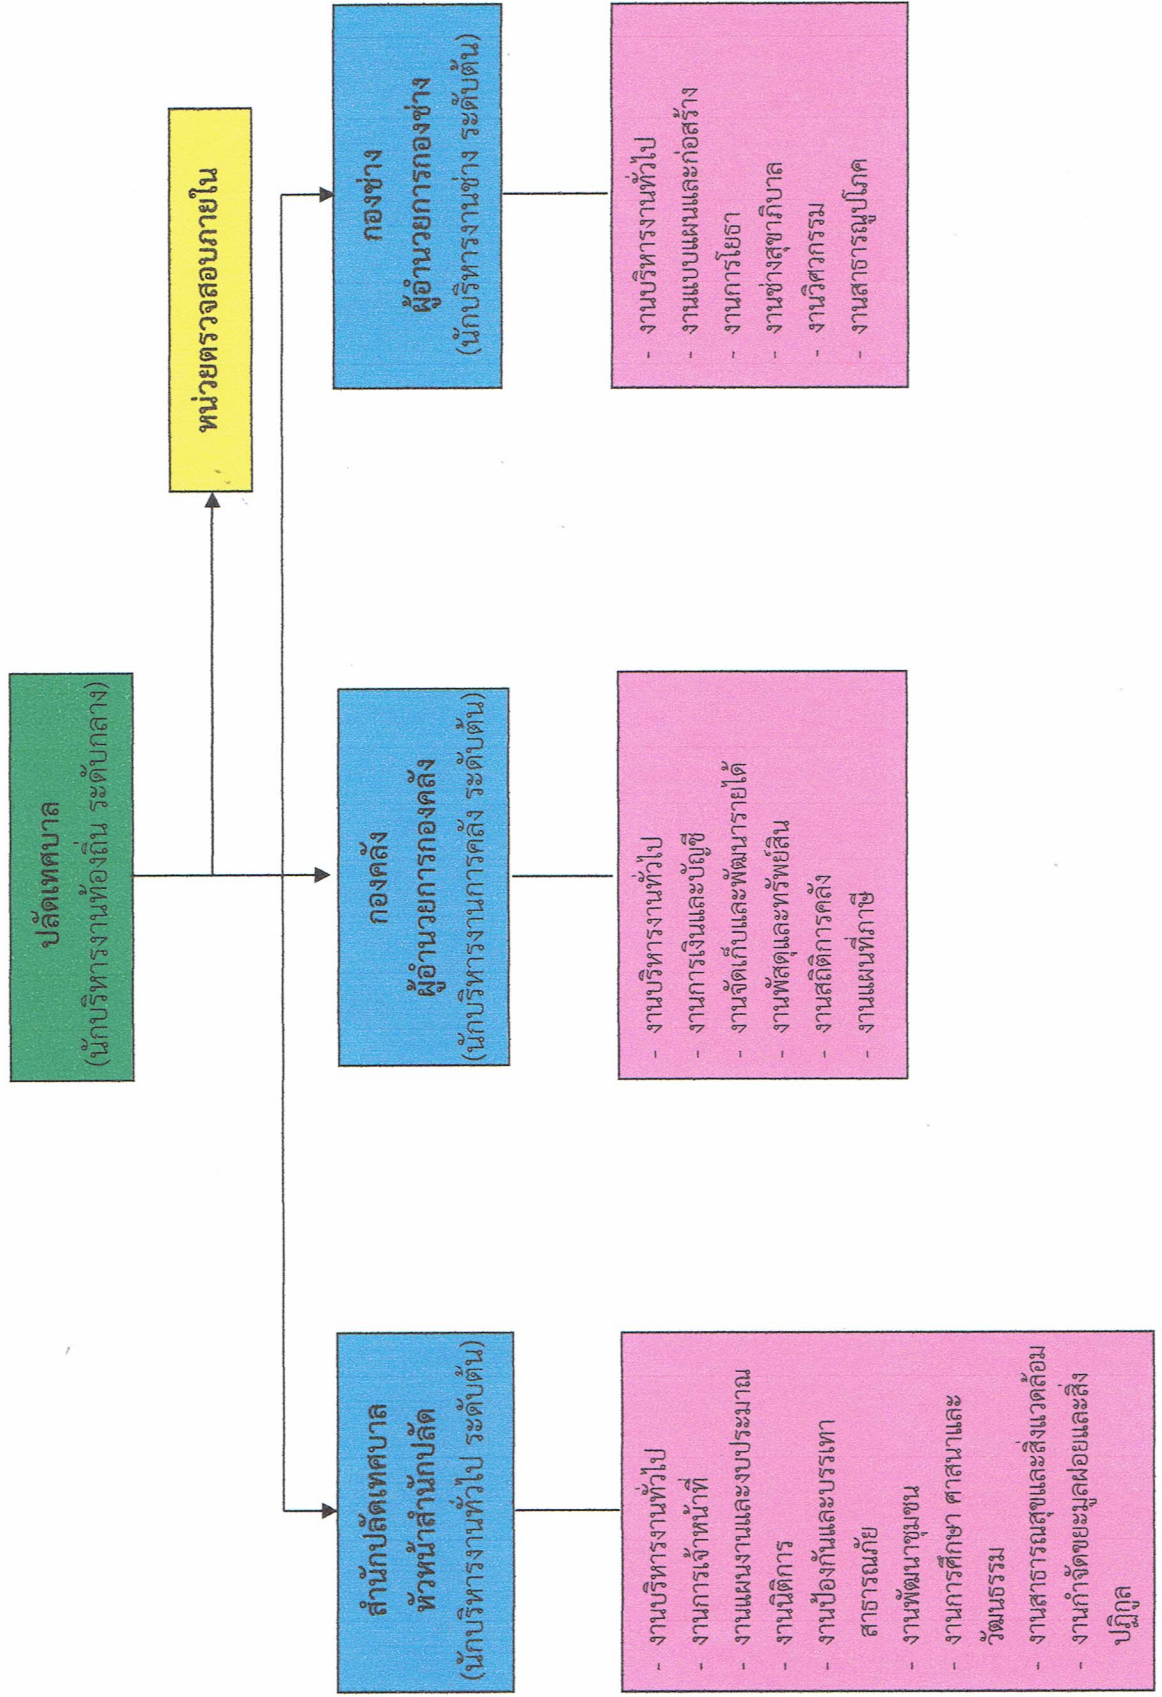 ปลัดเทศบาล
(นักบริหารงานท้องถิ่น ระดับกลาง)
หน่วยตรวจสอบภายใน
สำนักปลัดเทศบาล
หัวหน้าสำนักปลัด
(นักบริหารงานทั่วไป ระดับต้น)
กองคลัง
ผู้อำนวยการกองคลัง
(นักบริหารงานการคลัง ระดับต้น)
กองช่าง
ผู้อำนวยการกองช่าง
(นักบริหารงานช่าง ระดับต้น)
- งานบริหารงานทั่วไป
- งานการเจ้าหน้าที่
- งานแผนงานและงบประมาณ
- งานนิติการ
- งานป้องกันและบรรเทา
สาธารณภัย
- งานพัฒนาชุมชน
- งานการศึกษา ศาสนาและ
วัฒนธรรม
- งานสาธารณสุขและสิ่งแวดล้อม
- งานกำจัดขยะมูลฝอยและสิ่ง
ปฏิกูล
- งานบริหารงานทั่วไป
- งานการเงินและบัญชี
- งานจัดเก็บและพัฒนารายได้
- งานพัสดุและทรัพย์สิน
- งานสถิติการคลัง
- งานแผนที่ภาษี
- งานบริหารงานทั่วไป
- งานแบบแผนและก่อสร้าง
- งานการโยธา
- งานช่างสุขาภิบาล
- งานวิศวกรรม
- งานสาธารณูปโภค